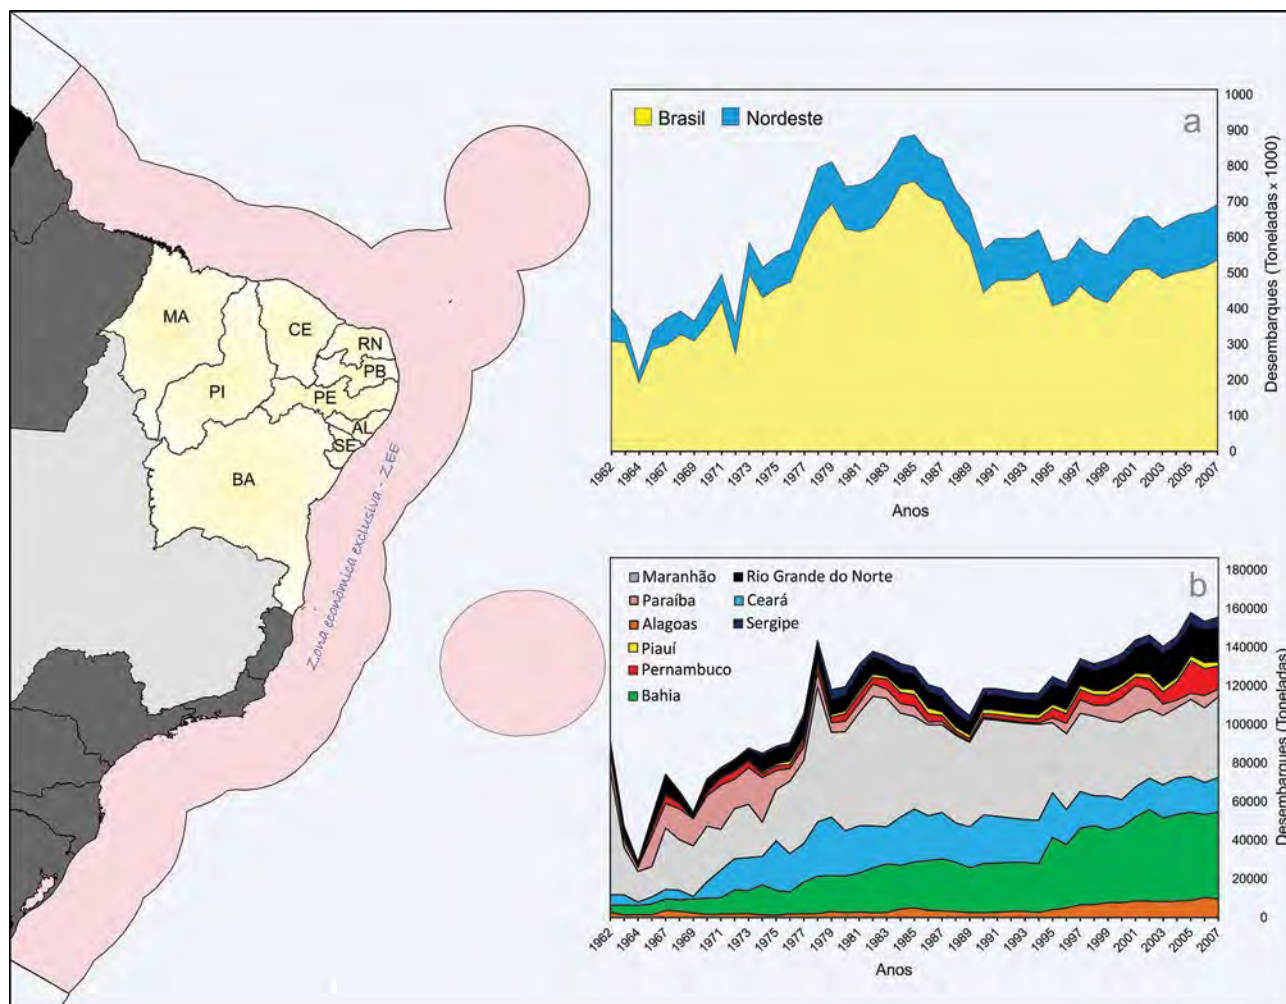 MA
CE
RN
PB
PI
PE
AL
SE
BA
Zona econômica exclusiva - ZEE
Brasil
Nordeste
a
1000
900
800
700
600
500
400
300
200
100
0
Desembarques (Toneladas x 1000)
1962
1964
1965
1967
1969
1971
1973
1975
1977
1979
1981
1983
1985
1987
1989
1991
1993
1995
1997
1999
2001
2003
2005
2007
Anos
Maranhão
Rio Grande do Norte
Paraíba
Ceará
Alagoas
Sergipe
Piauí
Pernambuco
Bahia
b
180000
160000
140000
120000
100000
80000
60000
40000
20000
0
Desembarques (Toneladas)
1962
1964
1965
1967
1969
1971
1973
1975
1977
1979
1981
1983
1985
1987
1989
1991
1993
1995
1997
1999
2001
2003
2005
2007
Anos